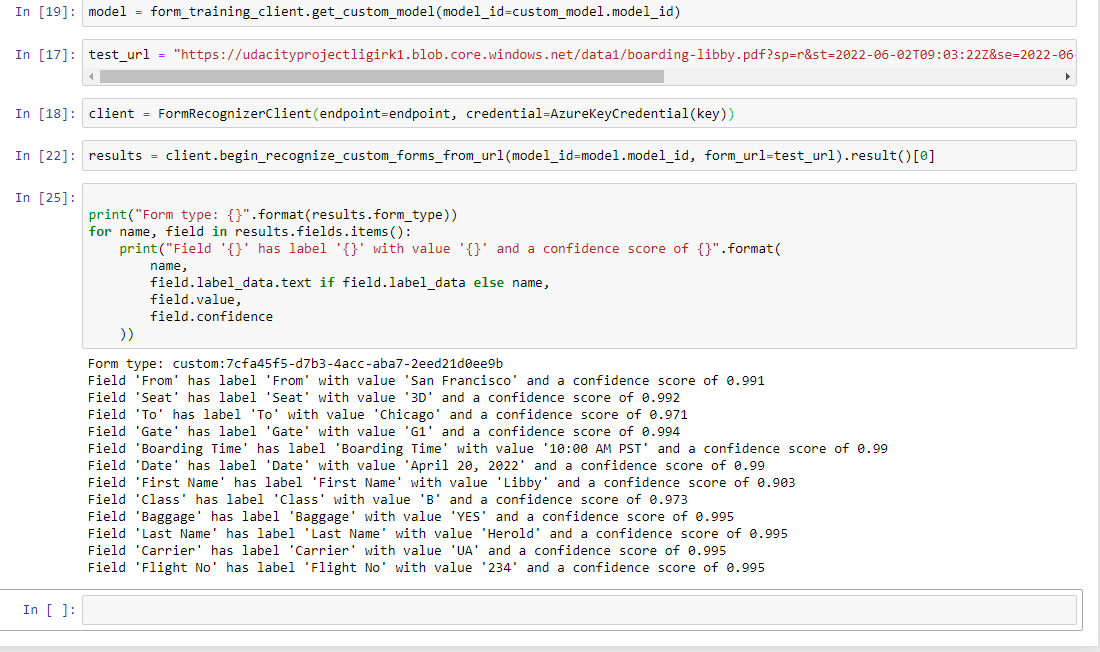 In [19]: model = form_training_client.get_custom_model(model_id=custom_model.model_id)
In [17]: test_url = "https://udacityprojectligirk1.blob.core.windows.net/data1/boarding-libby.pdf?sp=r&st=2022-06-02T09:03:22Z&se=2022-06
In [18]: client = FormRecognizerClient(endpoint=endpoint, credential=AzureKeyCredential(key))
In [22]: results = client.begin_recognize_custom_forms_from_url(model_id=model.model_id, form_url=test_url).result()[0]
In [25]:
print("Form type: {}".format(results.form_type))
for name, field in results.fields.items():
    print("Field '{}' has label '{}' with value '{}' and a confidence score of {}".format(
        name,
        field.label_data.text if field.label_data else name,
        field.value,
        field.confidence
    ))
Form type: custom:7cfa45f5-d7b3-4acc-aba7-2eed21d0ee9b
Field 'From' has label 'From' with value 'San Francisco' and a confidence score of 0.991
Field 'Seat' has label 'Seat' with value '3D' and a confidence score of 0.992
Field 'To' has label 'To' with value 'Chicago' and a confidence score of 0.971
Field 'Gate' has label 'Gate' with value 'G1' and a confidence score of 0.994
Field 'Boarding Time' has label 'Boarding Time' with value '10:00 AM PST' and a confidence score of 0.99
Field 'Date' has label 'Date' with value 'April 20, 2022' and a confidence score of 0.99
Field 'First Name' has label 'First Name' with value 'Libby' and a confidence score of 0.903
Field 'Class' has label 'Class' with value 'B' and a confidence score of 0.973
Field 'Baggage' has label 'Baggage' with value 'YES' and a confidence score of 0.995
Field 'Last Name' has label 'Last Name' with value 'Herold' and a confidence score of 0.995
Field 'Carrier' has label 'Carrier' with value 'UA' and a confidence score of 0.995
Field 'Flight No' has label 'Flight No' with value '234' and a confidence score of 0.995
In [ ]: